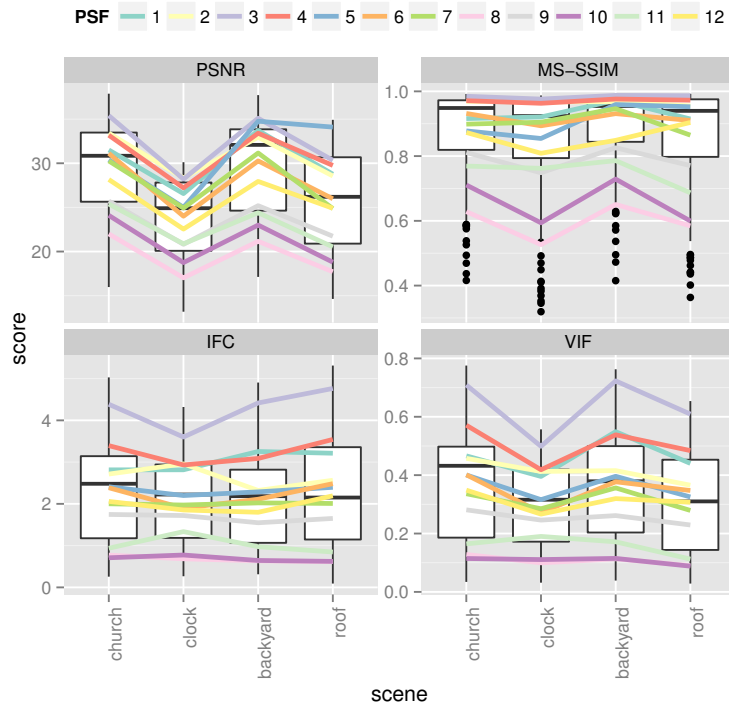 PSF 1 2 3 4 5 6 7 8 9 10 11 12
PSNR
MS−SSIM
30
20
1.0
0.8
0.6
0.4
score
IFC
VIF
4
2
0
0.8
0.6
0.4
0.2
0.0
church
clock
backyard
roof
church
clock
backyard
roof
scene